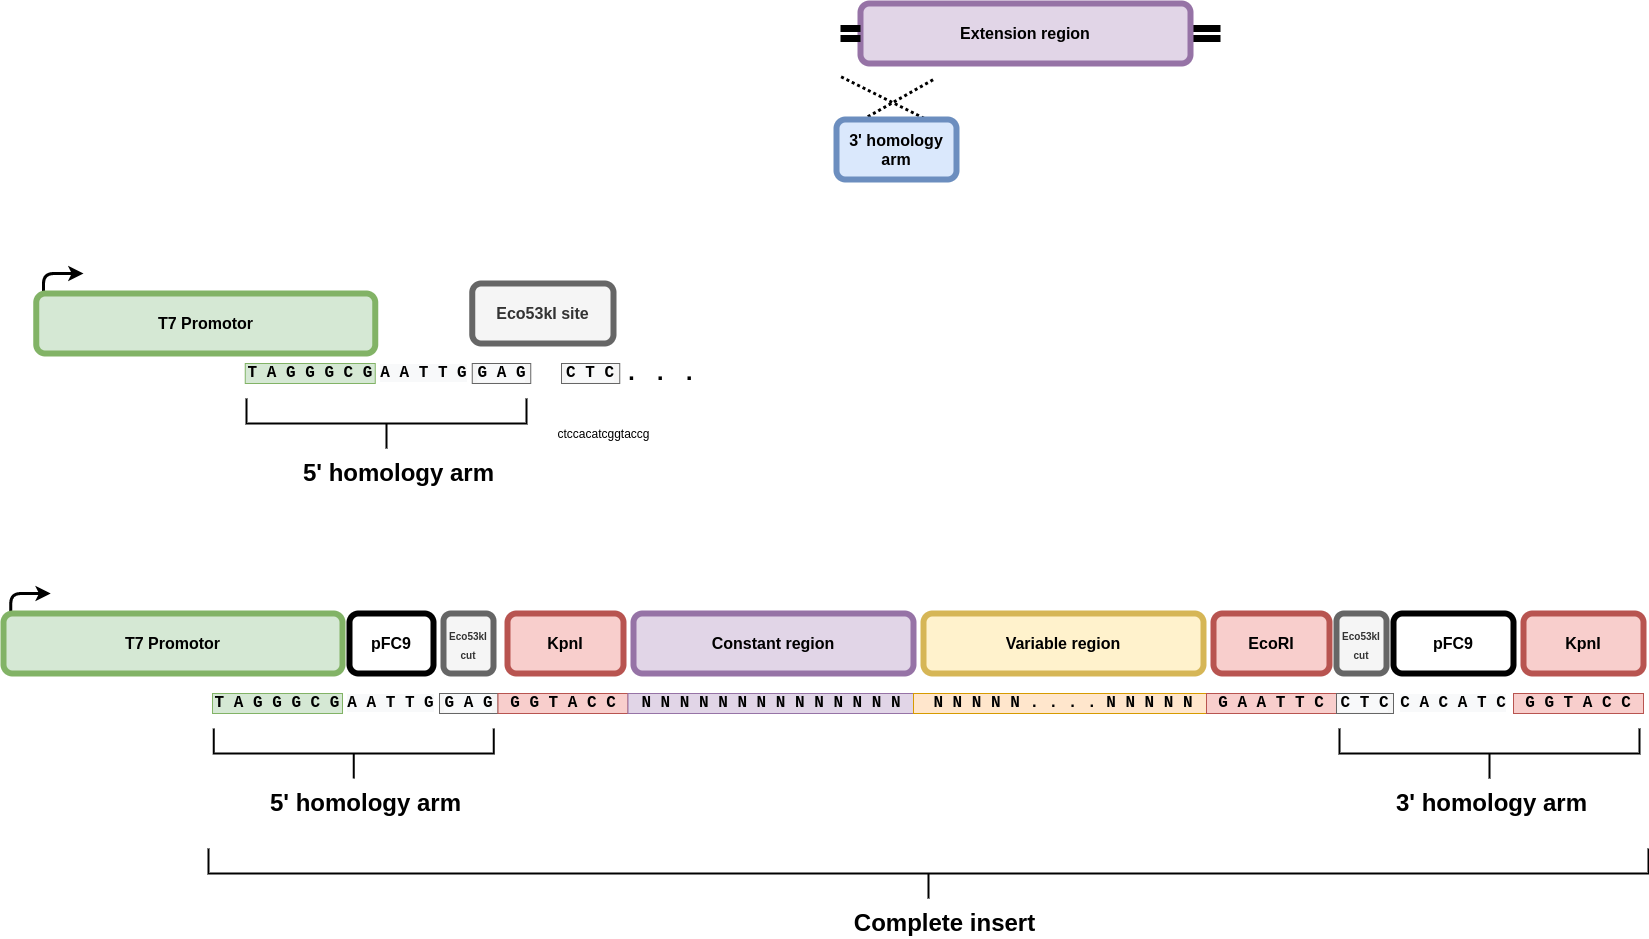 Extension region
3' homology
arm
T7 Promotor
Eco53kI site
T A G G G C G A A T T G G A G C T C . . .
ctccacatcggtaccg
5' homology arm
T7 Promotor pFC9 Eco53kI cut KpnI Constant region Variable region EcoRI Eco53kI cut pFC9 KpnI
T A G G G C G A A T T G G A G G G T A C C N N N N N N N N N N N N N N N N N N N . . . . N N N N N G A A T T C C T C C A C A T C G G T A C C
5' homology arm 3' homology arm
Complete insert